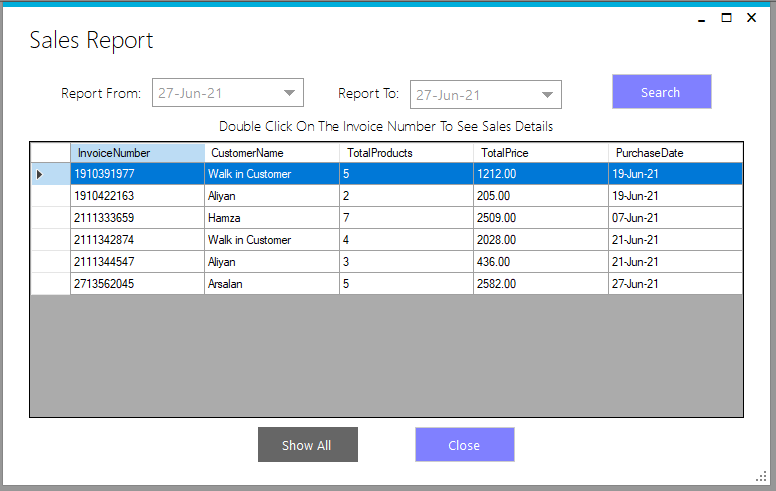 Sales Report
Report From: 27-Jun-21 Report To: 27-Jun-21 Search
Double Click On The Invoice Number To See Sales Details
InvoiceNumber CustomerName TotalProducts TotalPrice PurchaseDate
1910391977 Walk in Customer 5 1212.00 19-Jun-21
1910422163 Aliyan 2 205.00 19-Jun-21
2111333659 Hamza 7 2509.00 07-Jun-21
2111342874 Walk in Customer 4 2028.00 21-Jun-21
2111344547 Aliyan 3 436.00 21-Jun-21
2713562045 Arsalan 5 2582.00 27-Jun-21
Show All Close